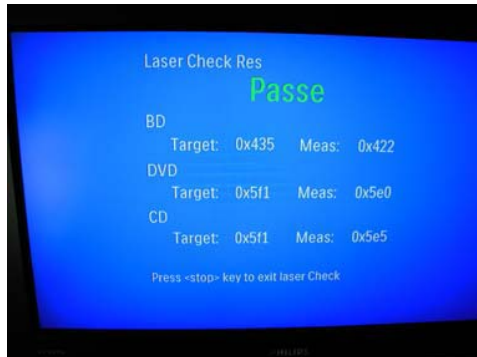 Laser Check Res
Passe
BD
Target: 0x435 Meas: 0x422
DVD
Target: 0x5f1 Meas: 0x5e0
CD
Target: 0x5f1 Meas: 0x5e5
Press <stop> key to exit laser Check
PHILIPS